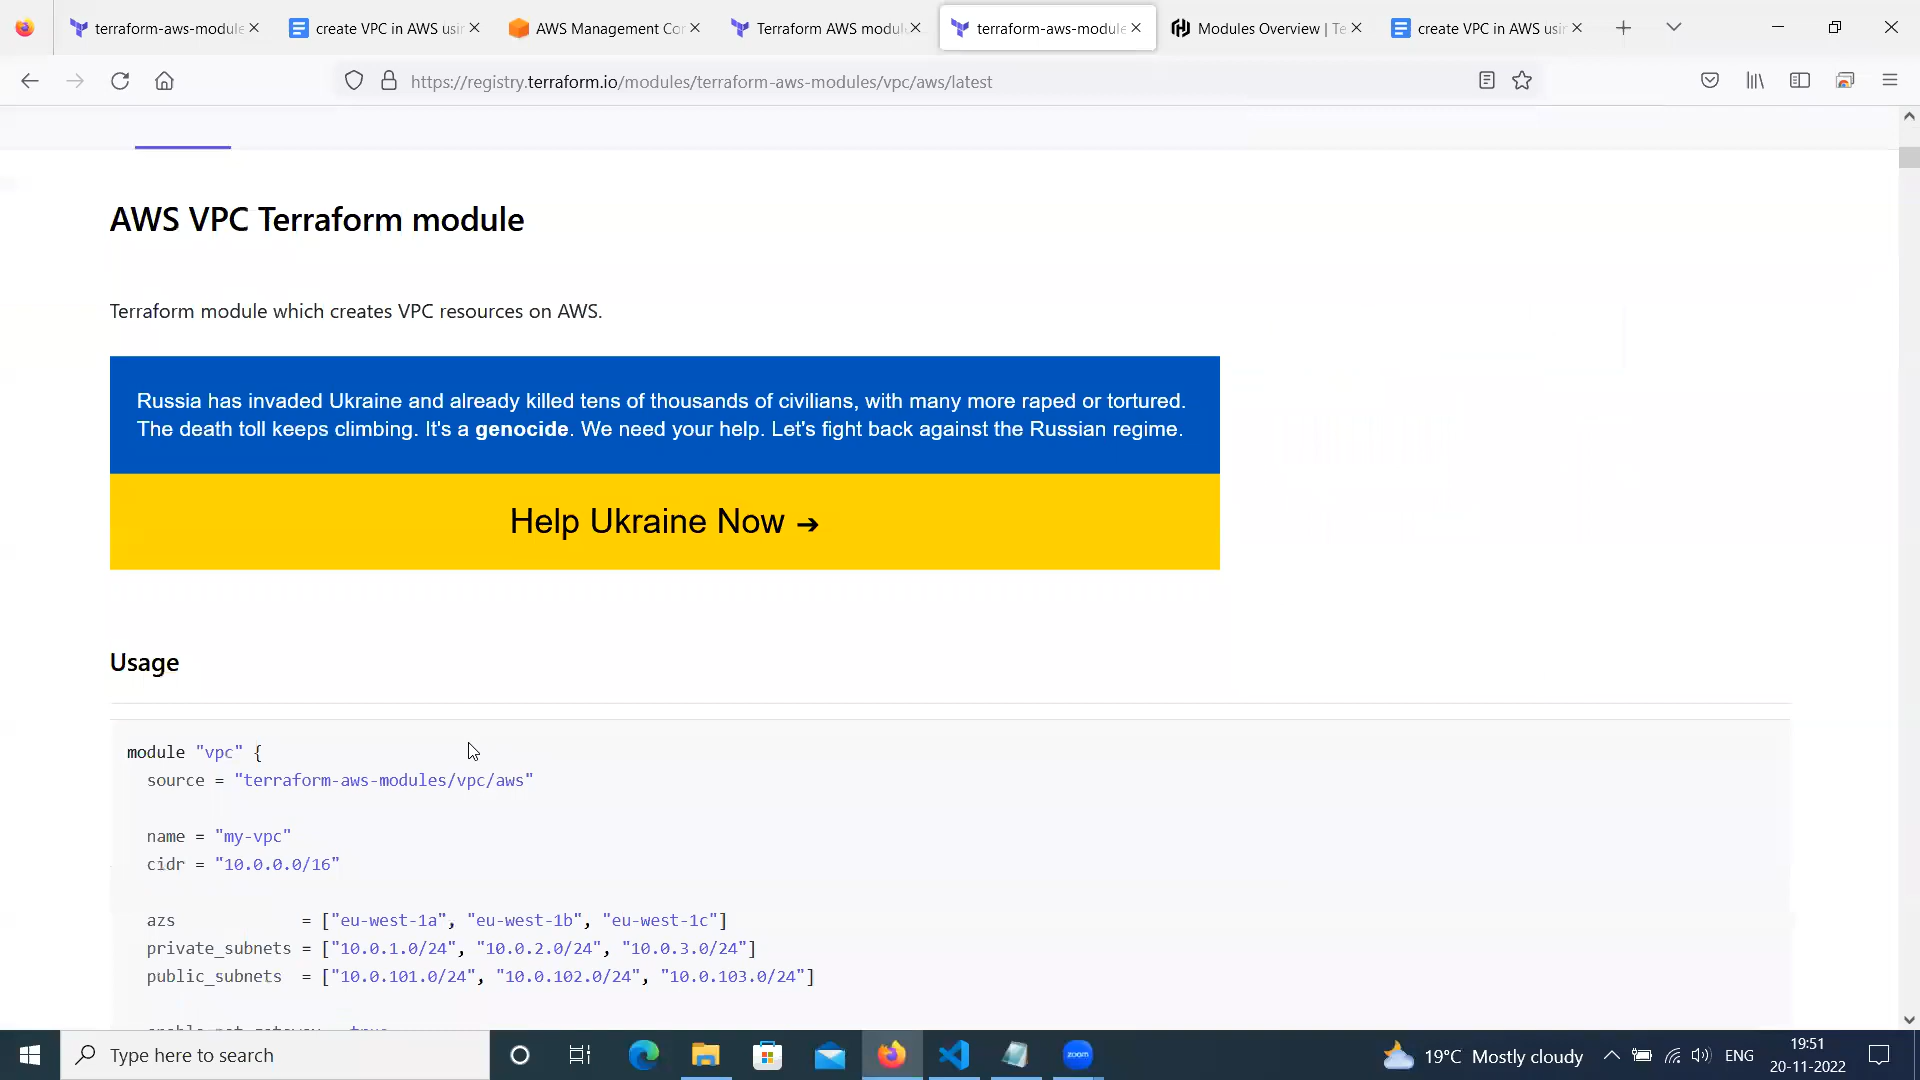 terraform-aws-module
create VPC in AWS usin
AWS Management Con
Terraform AWS modul
terraform-aws-module
Modules Overview | Te
create VPC in AWS usin
https://registry.terraform.io/modules/terraform-aws-modules/vpc/aws/latest
AWS VPC Terraform module
Terraform module which creates VPC resources on AWS.
Russia has invaded Ukraine and already killed tens of thousands of civilians, with many more raped or tortured.
The death toll keeps climbing. It's a genocide. We need your help. Let's fight back against the Russian regime.
Help Ukraine Now ➔
Usage
module "vpc" {
source = "terraform-aws-modules/vpc/aws"
name = "my-vpc"
cidr = "10.0.0.0/16"
azs = ["eu-west-1a", "eu-west-1b", "eu-west-1c"]
private_subnets = ["10.0.1.0/24", "10.0.2.0/24", "10.0.3.0/24"]
public_subnets = ["10.0.101.0/24", "10.0.102.0/24", "10.0.103.0/24"]
Type here to search
zoom
19°C Mostly cloudy
ENG
19:51
20-11-2022